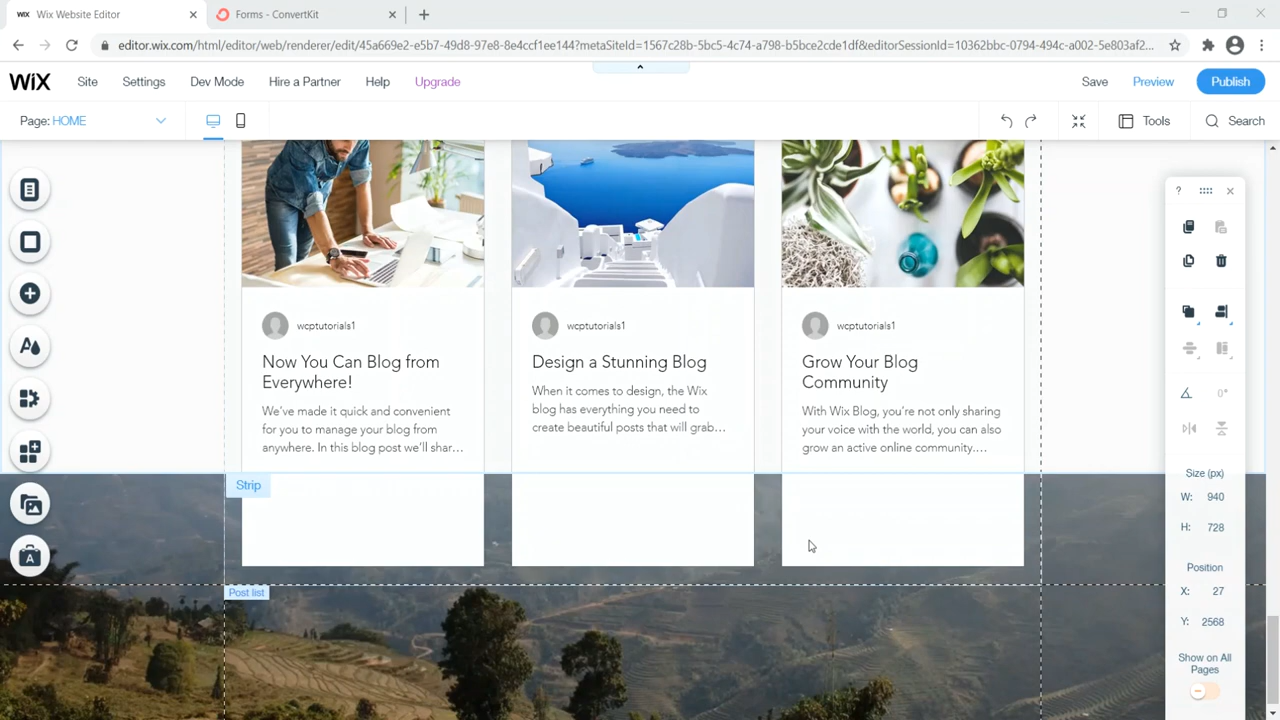 WiX Wix Website Editor
Forms - ConvertKit
editor.wix.com/html/editor/web/renderer/edit/45a669e2-e5b7-49d8-97e8-8e4ccf1ee144?metaSiteId=1567c28b-5bc5-4c74-a798-b5bce2cde1df&editorSessionId=10362bbc-0794-494c-a002-5e803af2...
WiX Site Settings Dev Mode Hire a Partner Help Upgrade Save Preview Publish
Page: HOME Tools Search
? 
wcptutorials1
Now You Can Blog from
Everywhere!
We've made it quick and convenient
for you to manage your blog from
anywhere. In this blog post we'll shar...
wcptutorials1
Design a Stunning Blog
When it comes to design, the Wix
blog has everything you need to
create beautiful posts that will grab...
wcptutorials1
Grow Your Blog
Community
With Wix Blog, you're not only sharing
your voice with the world, you can also
grow an active online community....
Strip
Post list
A
0°
Size (px)
W: 940
H: 728
Position
X: 27
Y: 2568
Show on All
Pages